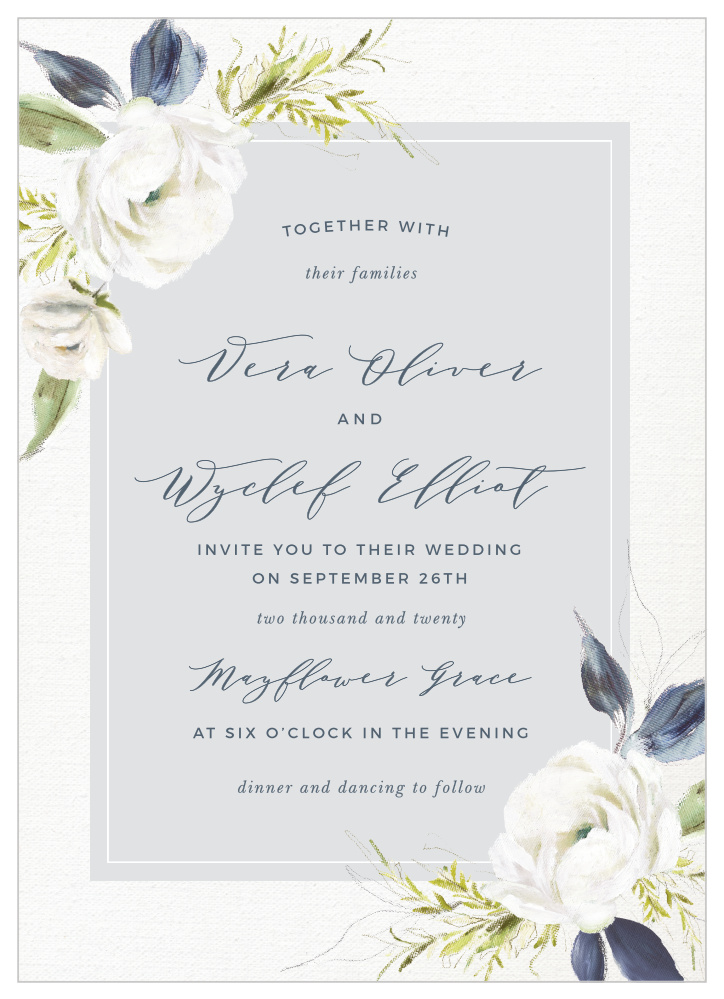 TOGETHER WITH
their families
Vera Oliver
AND
Wyclef Elliot
INVITE YOU TO THEIR WEDDING
ON SEPTEMBER 26TH
two thousand and twenty
Mayflower Grace
AT SIX O'CLOCK IN THE EVENING
dinner and dancing to follow